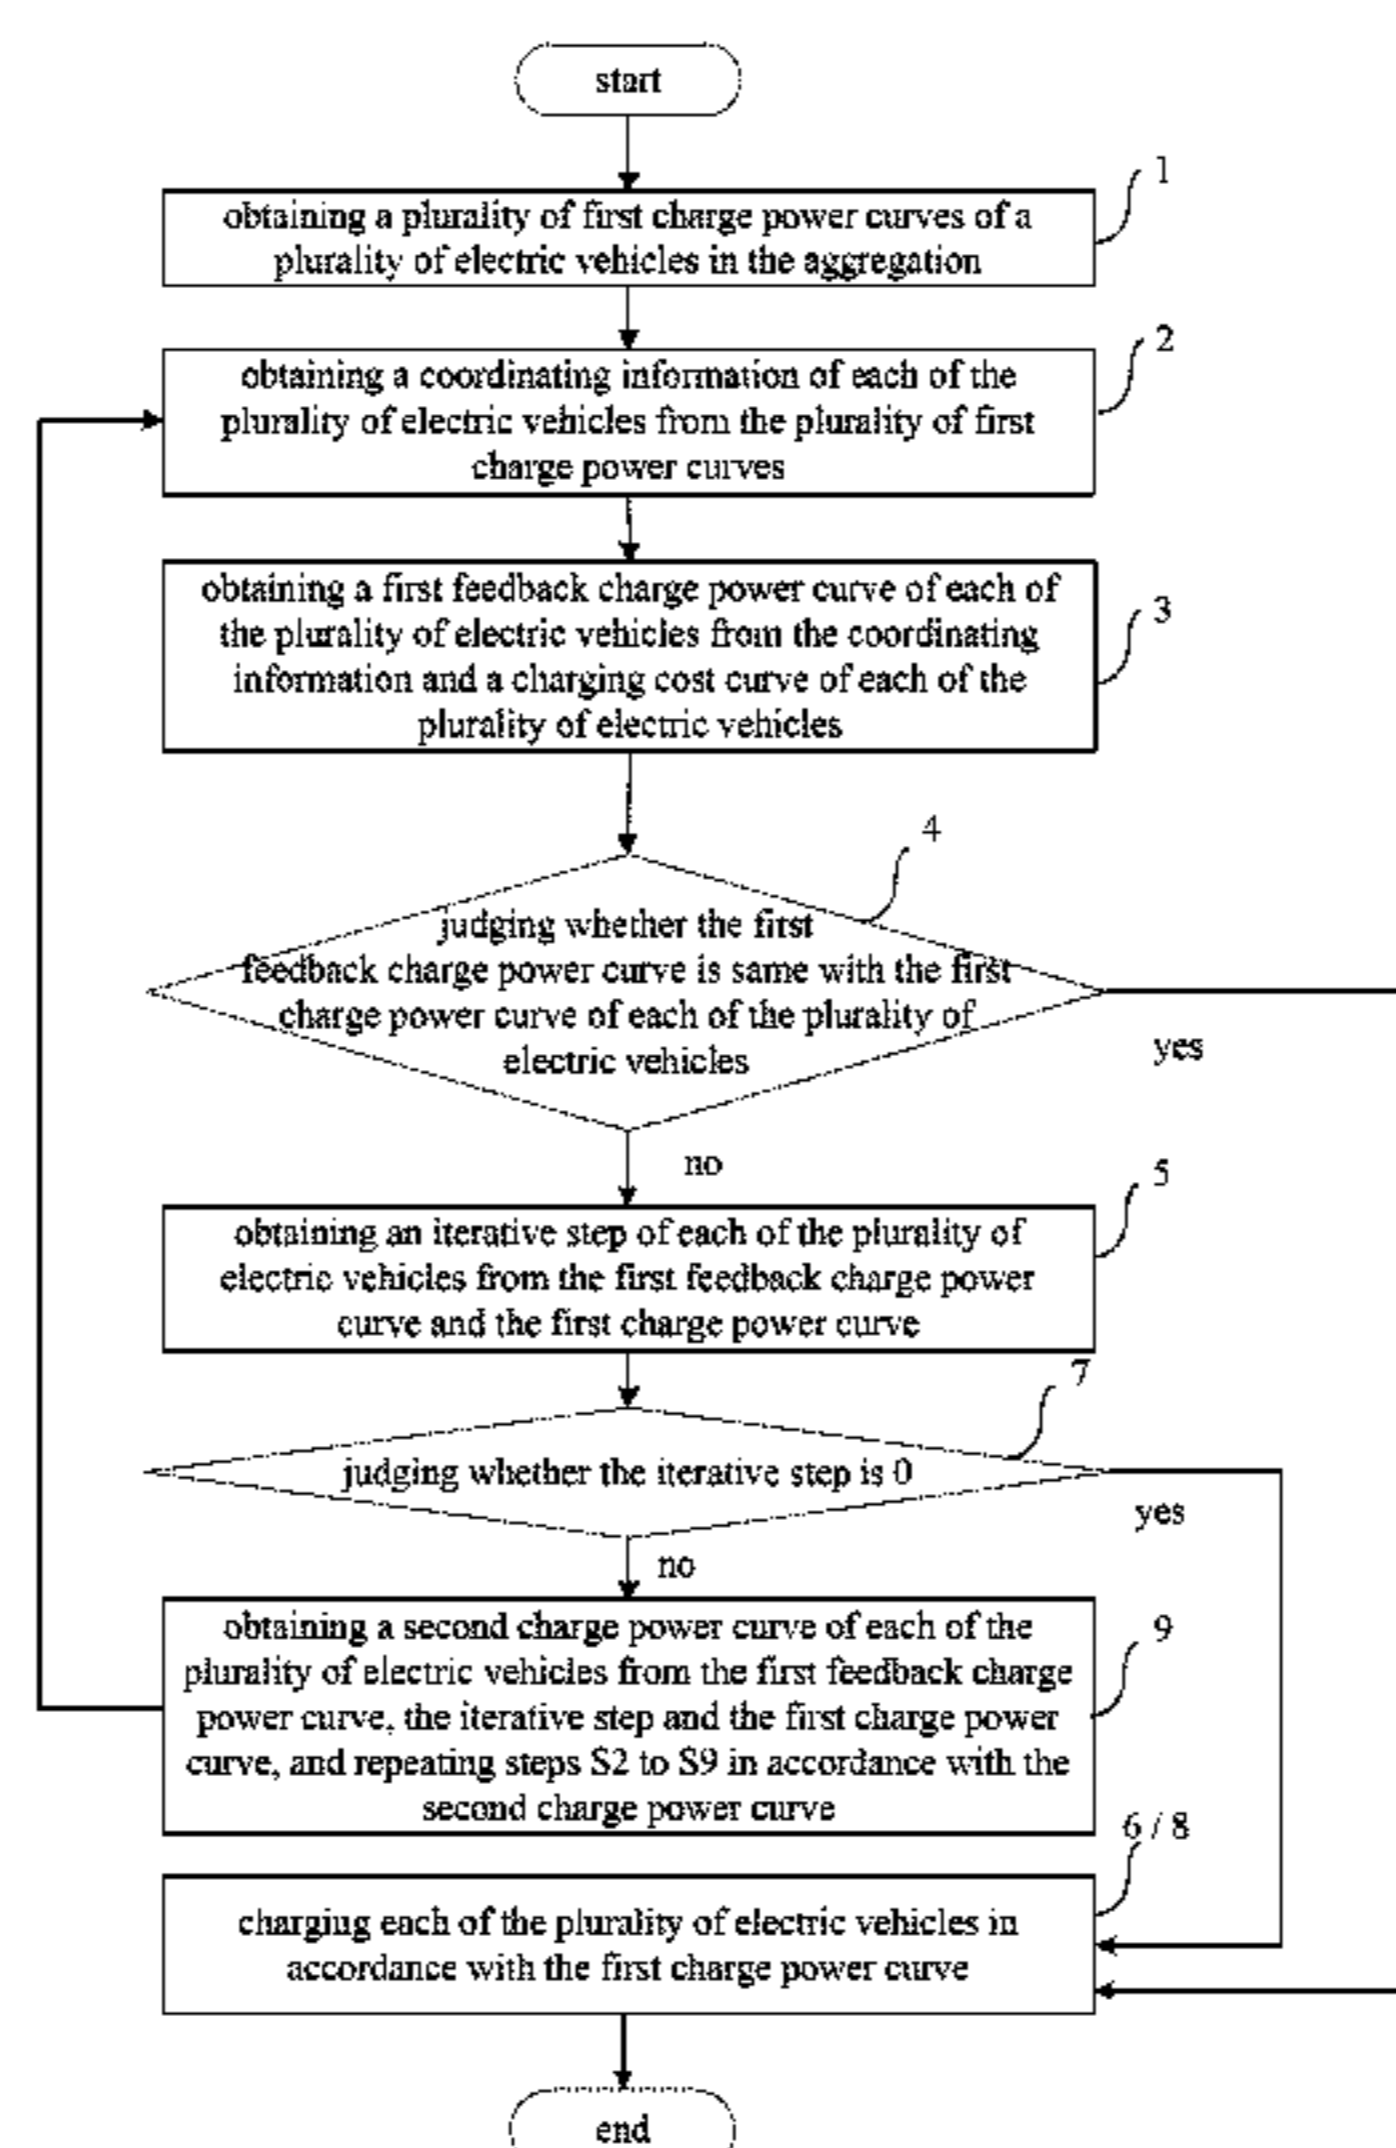 start
1
obtaining a plurality of first charge power curves of a
plurality of electric vehicles in the aggregation
2
obtaining a coordinating information of each of the
plurality of electric vehicles from the plurality of first
charge power curves
3
obtaining a first feedback charge power curve of each of
the plurality of electric vehicles from the coordinating
information and a charging cost curve of each of the
plurality of electric vehicles
4
judging whether the first
feedback charge power curve is same with the first
charge power curve of each of the plurality of
electric vehicles
yes
no
5
obtaining an iterative step of each of the plurality of
electric vehicles from the first feedback charge power
curve and the first charge power curve
7
judging whether the iterative step is 0
yes
no
9
obtaining a second charge power curve of each of the
plurality of electric vehicles from the first feedback charge
power curve, the iterative step and the first charge power
curve, and repeating steps S2 to S9 in accordance with the
second charge power curve
6 / 8
charging each of the plurality of electric vehicles in
accordance with the first charge power curve
end